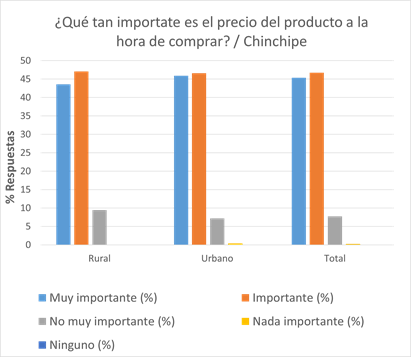 ¿Qué tan importate es el precio del producto a la
hora de comprar? / Chinchipe
% Respuestas
50
45
40
35
30
25
20
15
10
5
0
Rural
Urbano
Total
Muy importante (%)
Importante (%)
No muy importante (%)
Nada importante (%)
Ninguno (%)